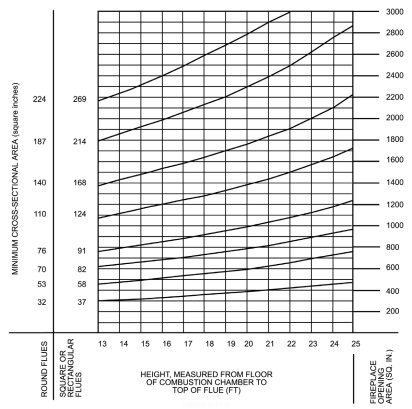 MINIMUM CROSS-SECTIONAL AREA (square inches)
3000
2800
2600
2400
2200
224 269
2000
1800
187 214
1600
140 168
1400
1200
110 124
1000
800
76 91
70 82
600
53 58
400
32 37
200
13 14 15 16 17 18 19 20 21 22 23 24 25
ROUND FLUES
SQUARE OR
RECTANGULAR
FLUES
HEIGHT, MEASURED FROM FLOOR
OF COMBUSTION CHAMBER TO
TOP OF FLUE (FT)
FIREPLACE
OPENING
AREA (SQ. IN.)